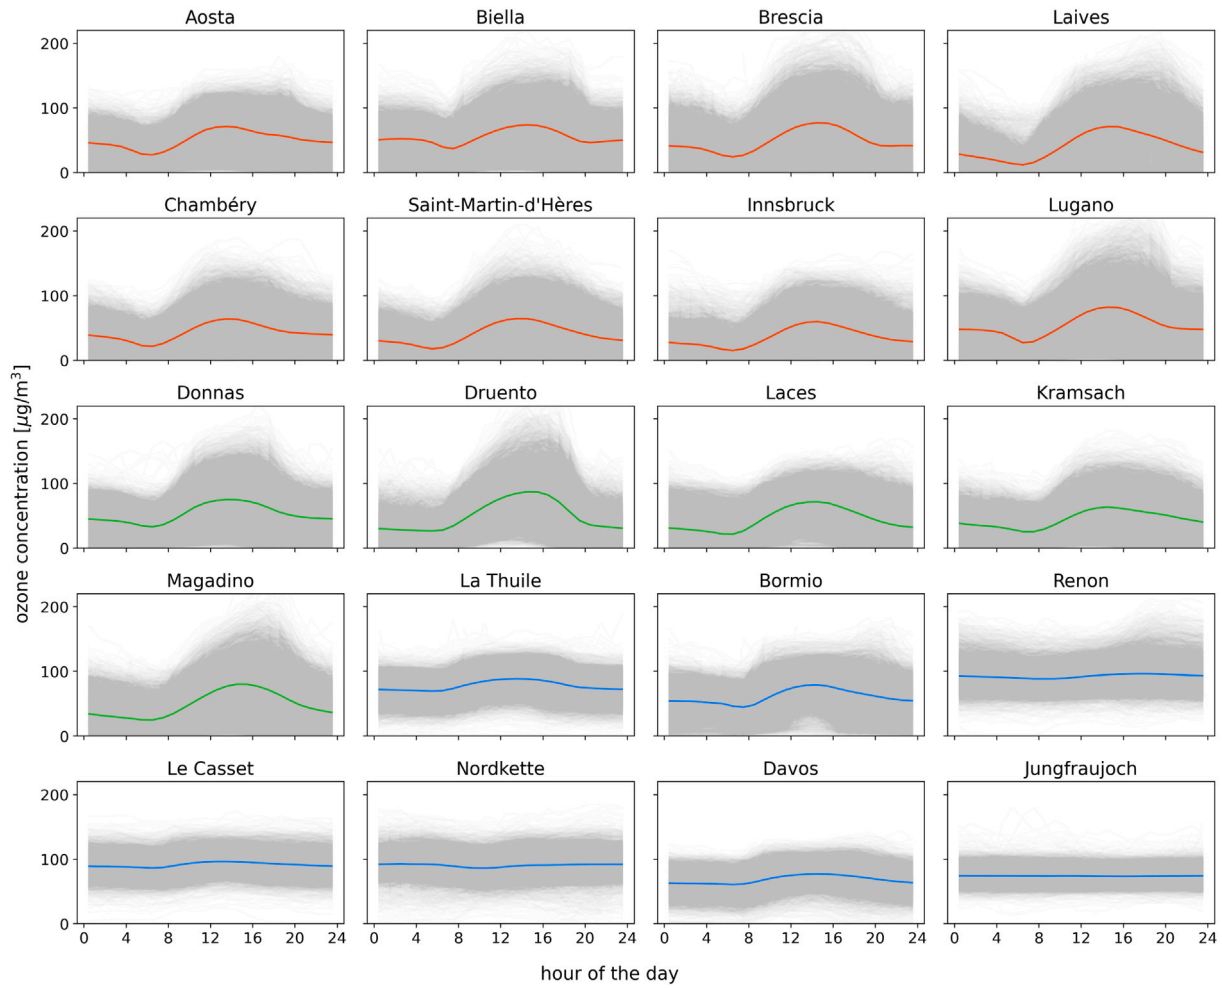 Aosta Biella Brescia Laives
200
100
0
Chambéry Saint-Martin-d'Hères Innsbruck Lugano
200
100
0
Donnas Druento Laces Kramsach
200
100
0
ozone concentration [μg/m³]
Magadino La Thuile Bormio Renon
200
100
0
Le Casset Nordkette Davos Jungfraujoch
200
100
0
0 4 8 12 16 20 24 0 4 8 12 16 20 24 0 4 8 12 16 20 24 0 4 8 12 16 20 24
hour of the day